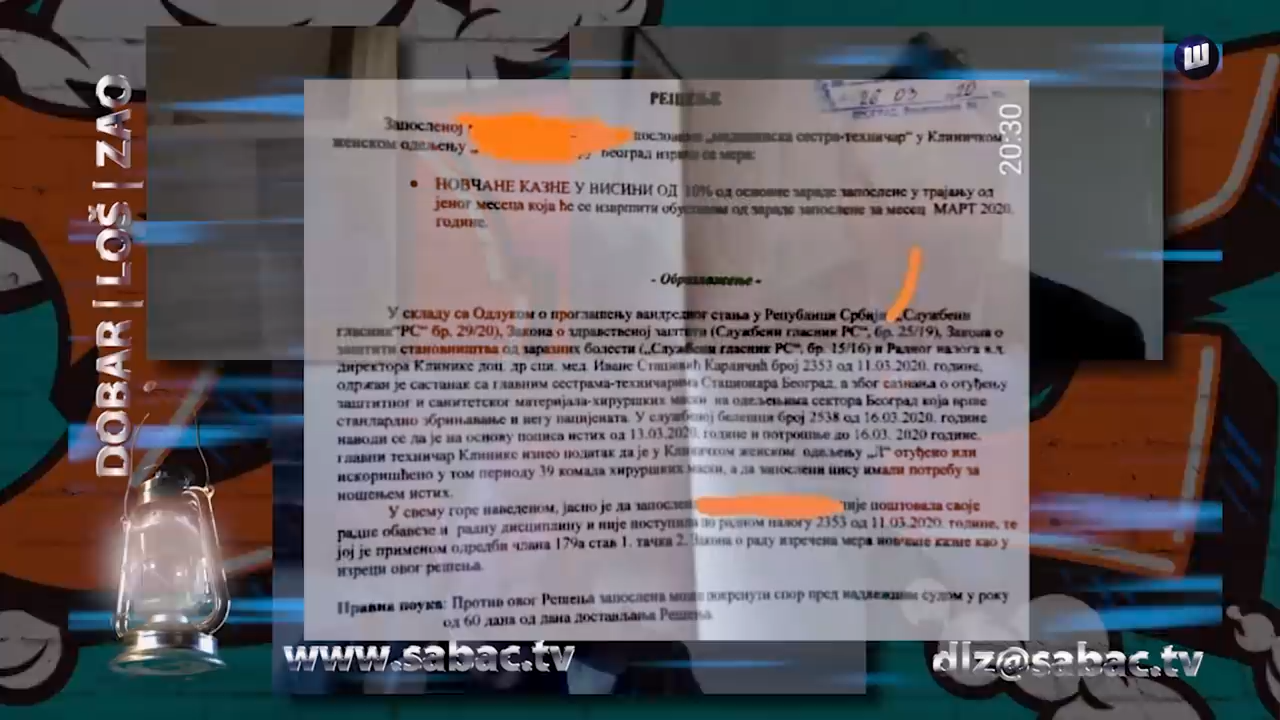 Ш
DOBAR | LOŠ | ZAO
20:30
26 03 20
РЕШЕЊЕ
Запосленој
пословима „медицинска сестра-техничар“ у Клиничком
женском одељењу „
Београд изриче се мера:
• НОВЧАНЕ КАЗНЕ У ВИСИНИ ОД 10% од основне зараде запослене у трајању од
једног месеца која ће се извршити обуставом од зараде запослене за месец МАРТ 2020.
године.
- Образложење -
У складу са Одлуком о проглашењу вандредног стања у Републици Србији „Службени
гласник“РС“ бр. 29/20), Закона о здравственој заштити (Службени гласник РС“, бр. 25/19), Закона о
заштити становништва од заразних болести („Службени гласник РС“, бр. 15/16) и Радног налога в.д.
директора Клинике доц. др сци. мед. Иване Сташевић Каранчић број 2353 од 11.03.2020. године,
одржан је састанак са главним сестрама-техничарима Стационара Београд, а због сазнања о отуђењу
заштитног и санитетског материјала-хируршких маски на одељењима сектора Београд која врше
стандардно збрињавање и негу пацијената. У службеној белешци број 2538 од 16.03.2020. године
наводи се да је на основу пописа истих од 13.03.2020. године и потрошње до 16.03. 2020 године,
главни техничар Клинике изнео податак да је у Клиничком женском одељењу „Л“ отуђено или
искоришћено у том периоду 39 комада хируршких маски, а да запослени нису имали потребу за
ношењем истих.
У свему горе наведеном, јасно је да запослена није поштовала своје
радне обавезе и радну дисциплину и није поступила по радном налогу 2353 од 11.03.2020. године, те
јој је применом одредби члана 179а став 1. тачка 2. Закона о раду изречена мера новчане казне као у
изреци овог решења.
Правна поука: Против овог Решења запослена може покренути спор пред надлежним судом у року
од 60 дана од дана достављања Решења.
www.sabac.tv
dlz@sabac.tv